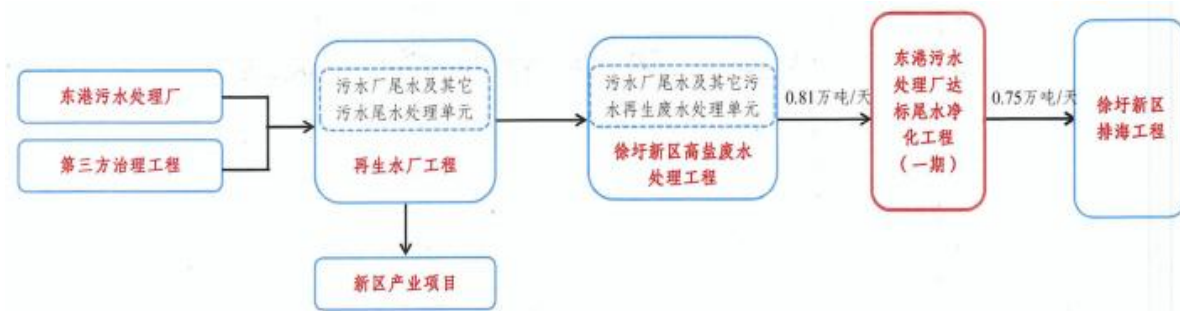 东港污水处理厂
第三方治理工程
污水厂尾水及其它
污水尾水处理单元
再生水厂工程
新区产业项目
污水厂尾水及其它污
水再生废水处理单元
徐圩新区高盐废水
处理工程
0.81万吨/天
东港污水
处理厂达
标尾水净
化工程
(一期)
0.75万吨/天
徐圩新区
排海工程